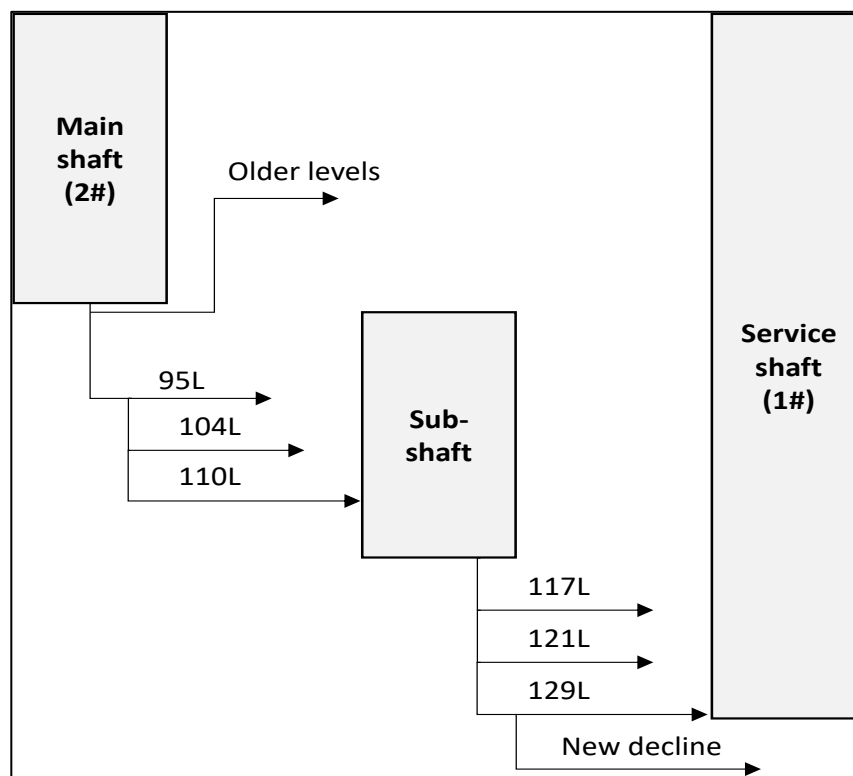 Main
shaft
(2#)
Older levels
95L
104L
110L
Sub-
shaft
Service
shaft
(1#)
117L
121L
129L
New decline